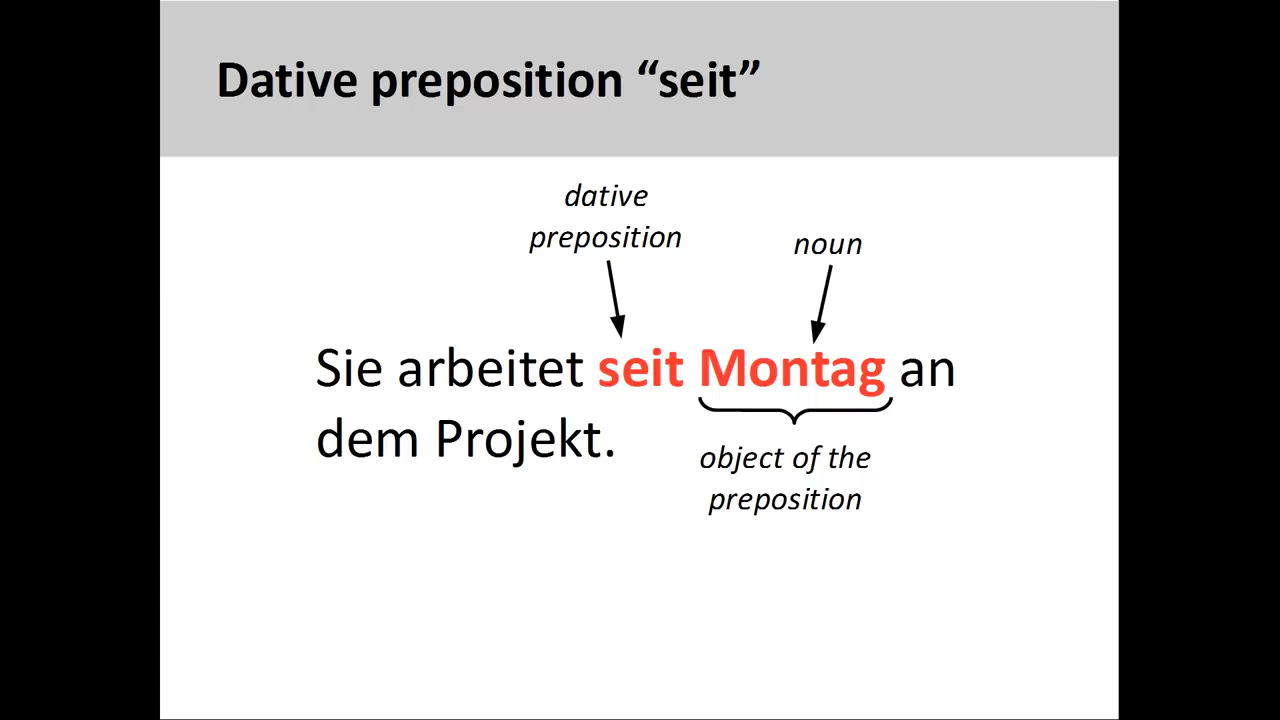 Dative preposition “seit”
dative
preposition
noun
Sie arbeitet seit Montag an
dem Projekt.
object of the
preposition